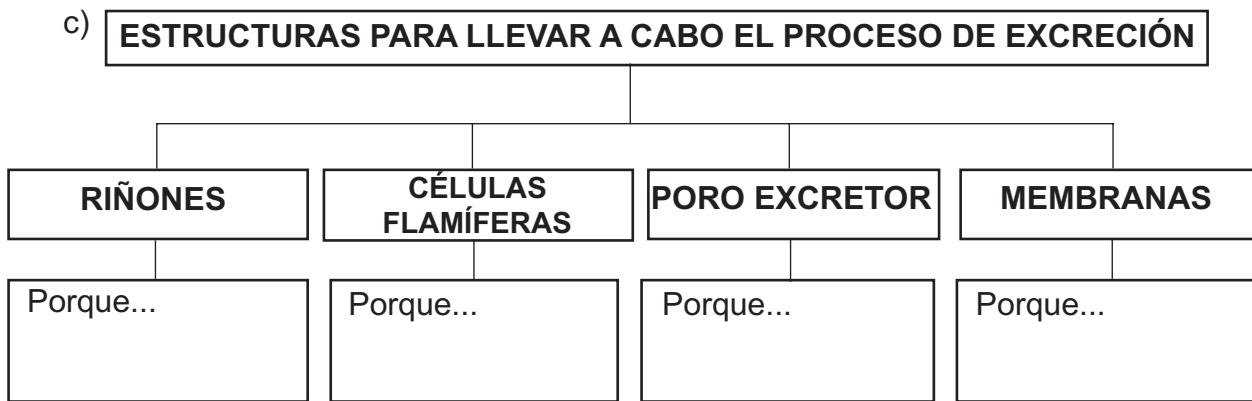 c)
ESTRUCTURAS PARA LLEVAR A CABO EL PROCESO DE EXCRECIÓN
RIÑONES
CÉLULAS
FLAMÍFERAS
PORO EXCRETOR
MEMBRANAS
Porque...
Porque...
Porque...
Porque...